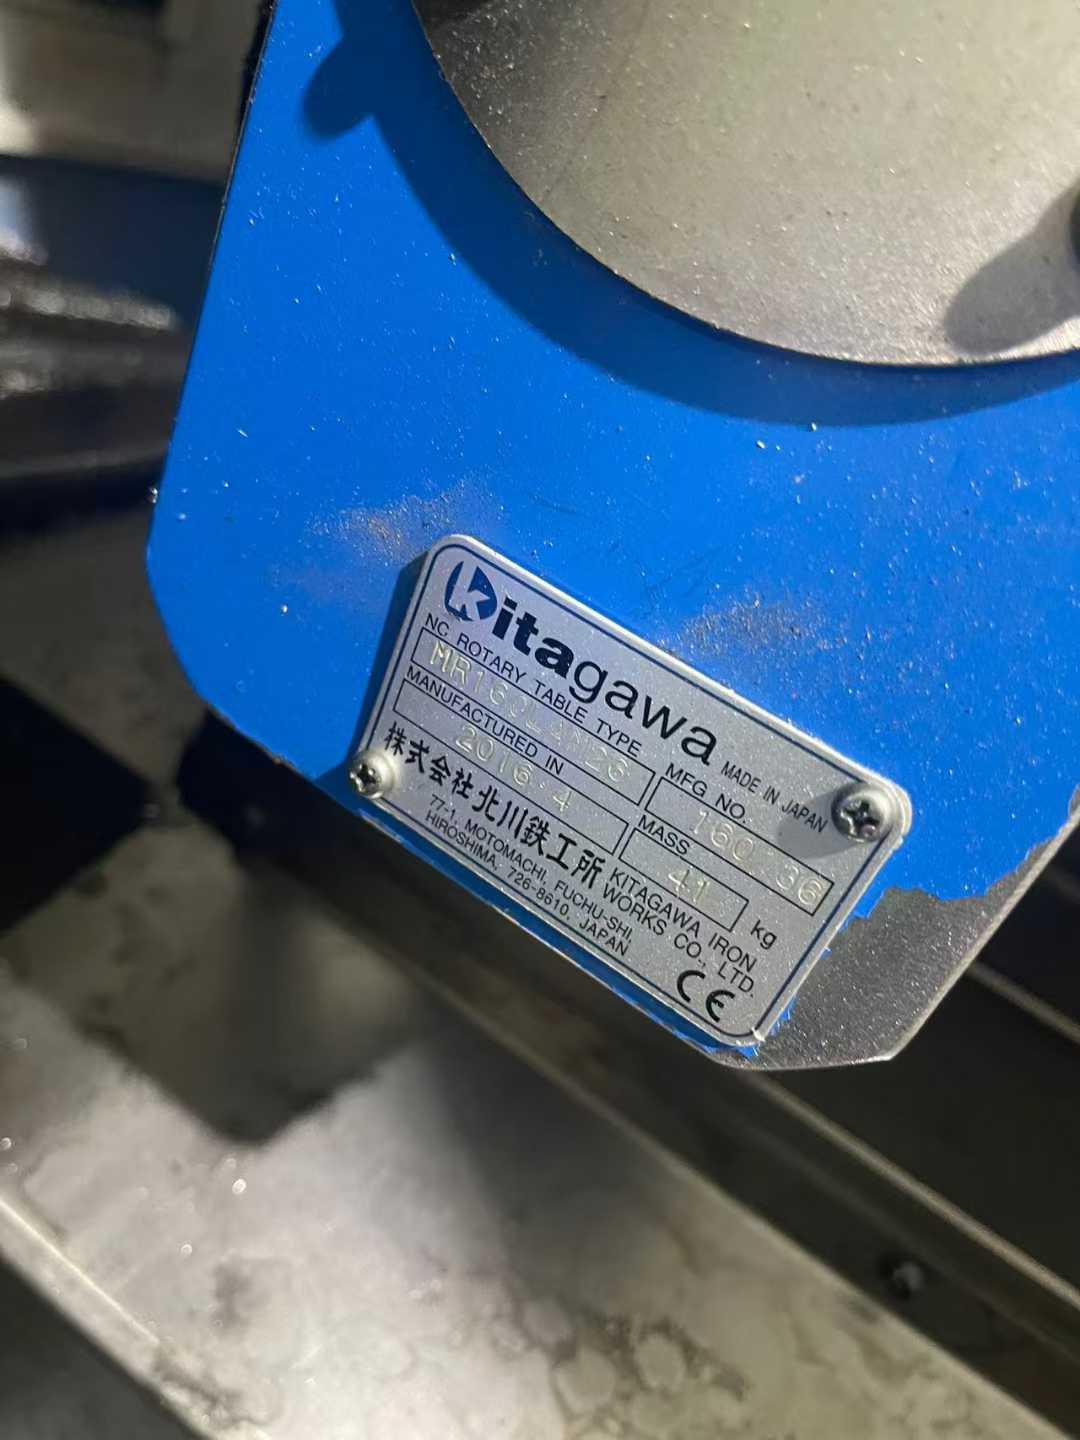 Kitagawa MADE IN JAPAN
NC ROTARY TABLE TYPE MFG NO.
MR160LAN26
MANUFACTURED IN MASS
2016.4 41 kg
株式会社北川鉄工所 KITAGAWA IRON WORKS CO., LTD.
77-1, MOTOMACHI, FUCHU-SHI,
HIROSHIMA, 726-8610, JAPAN
CE